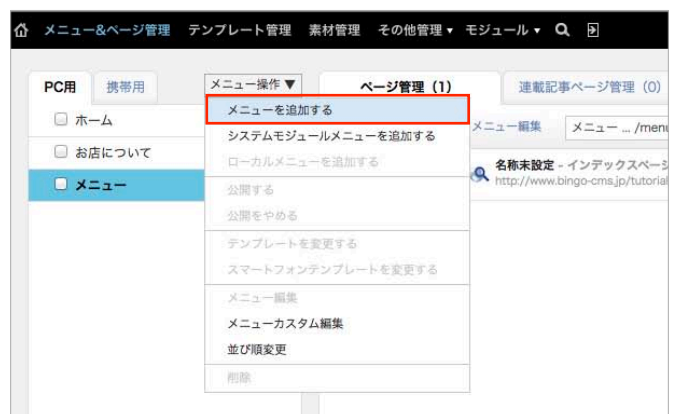 メニュー&ページ管理 テンプレート管理 素材管理 その他管理▼ モジュール▼
PC用 携帯用 メニュー操作 ▼ ページ管理（1） 連載記事ページ管理（0）
ホーム
お店について
メニュー
メニューを追加する
システムモジュールメニューを追加する
ローカルメニューを追加する
公開する
公開をやめる
テンプレートを変更する
スマートフォンテンプレートを変更する
メニュー編集
メニューカスタム編集
並び順変更
削除
メニュー編集 メニュー ... /menu
名称未設定 - インデックスページ
http://www.bingo-cms.jp/tutorial